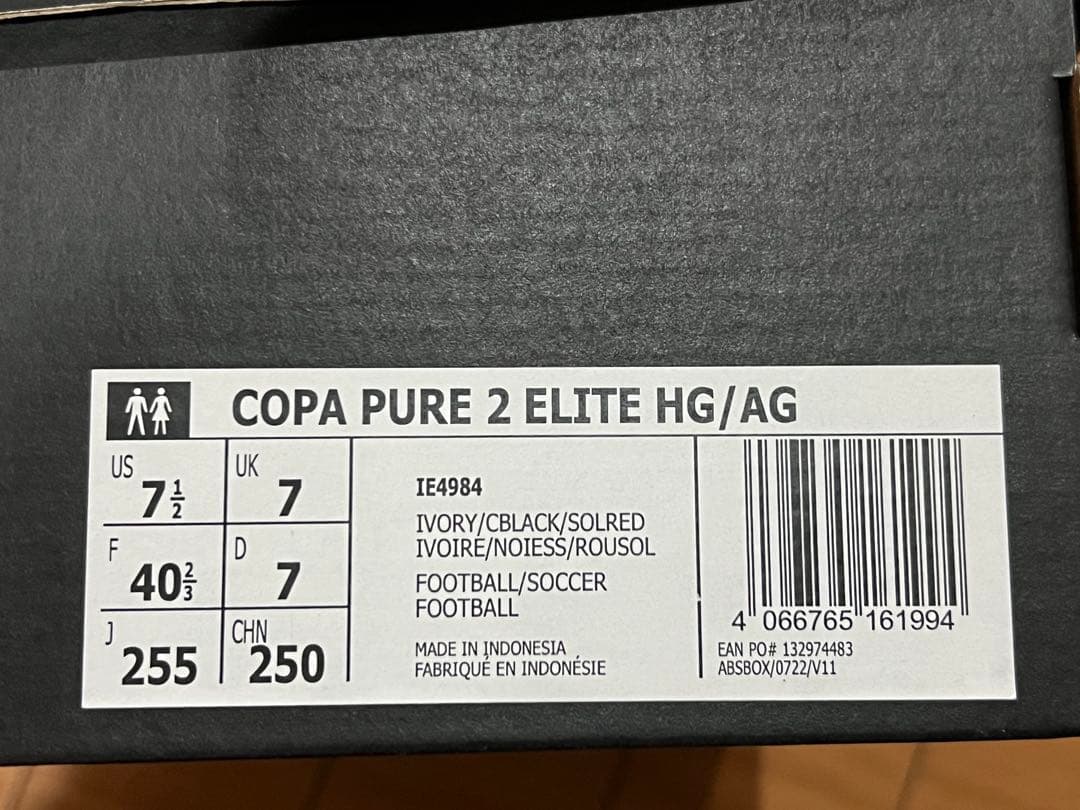 COPA PURE 2 ELITE HG/AG
US 7½
UK 7
F 40⅔
D 7
J 255
CHN 250
IE4984
IVORY/CBLACK/SOLRED
IVOIRE/NOIESS/ROUSOL
FOOTBALL/SOCCER
FOOTBALL
MADE IN INDONESIA
FABRIQUÉ EN INDONÉSIE
4 066765 161994
EAN PO# 132974483
ABSBOX/0722/V11